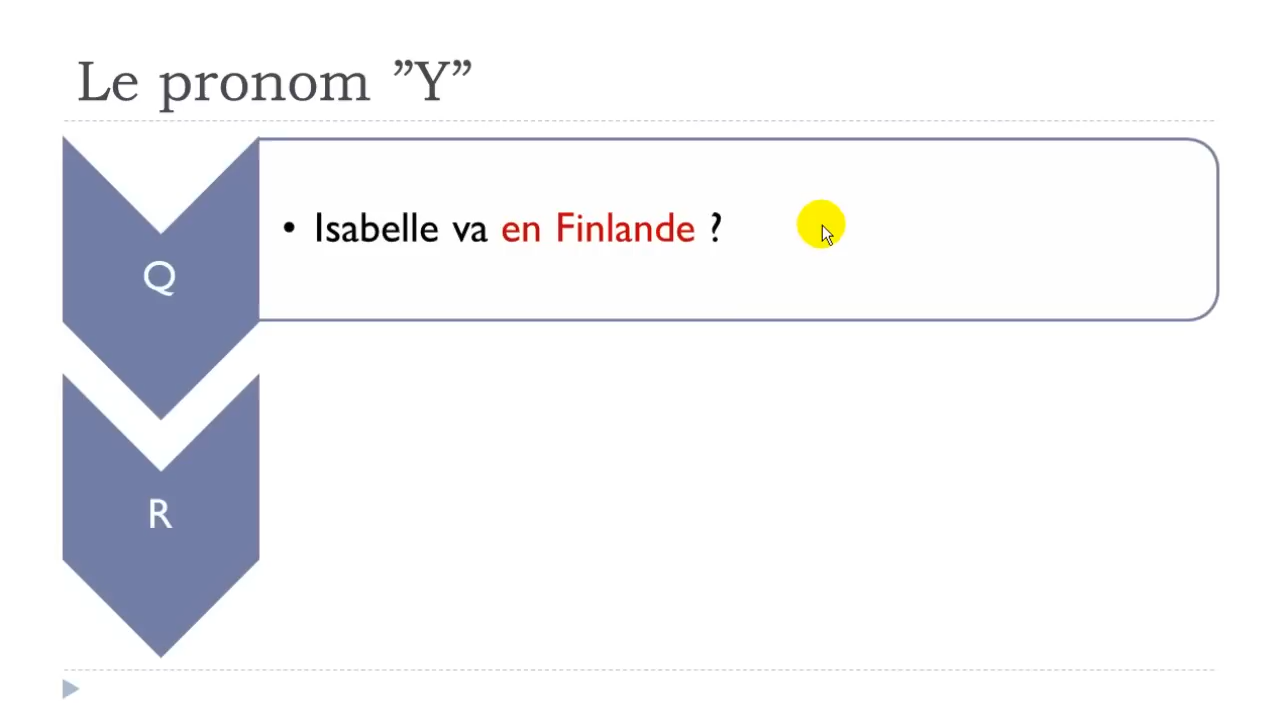 Le pronom ”Y”
Q
• Isabelle va en Finlande ?
R